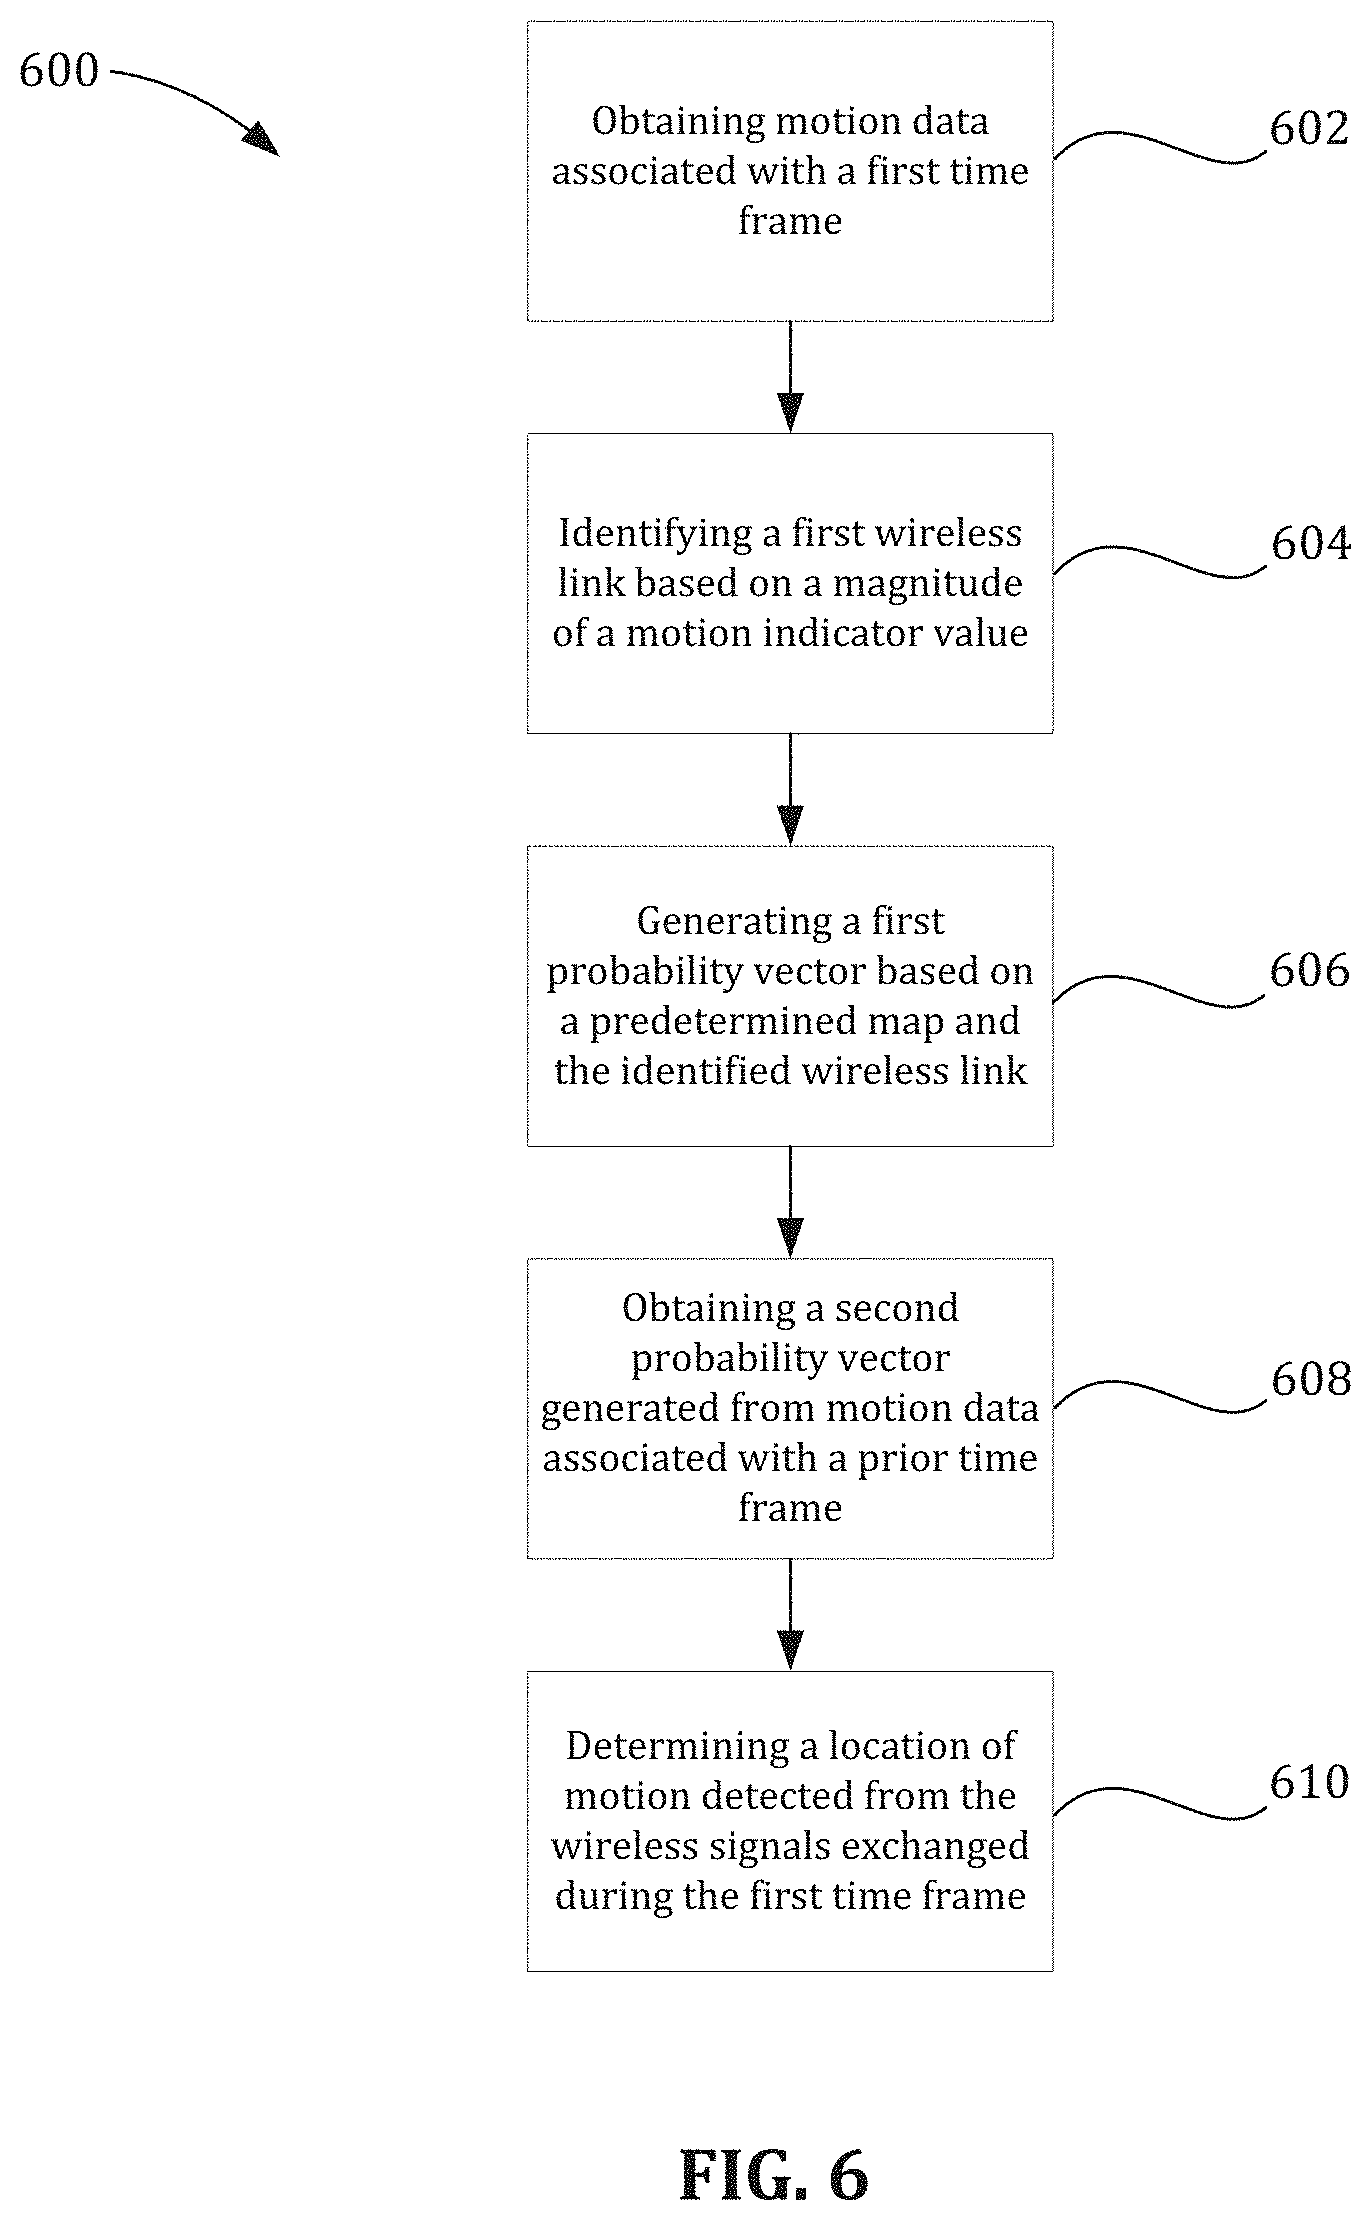 600
Obtaining motion data
associated with a first time
frame
602
Identifying a first wireless
link based on a magnitude
of a motion indicator value
604
Generating a first
probability vector based on
a predetermined map and
the identified wireless link
606
Obtaining a second
probability vector
generated from motion data
associated with a prior time
frame
608
Determining a location of
motion detected from the
wireless signals exchanged
during the first time frame
610
FIG. 6